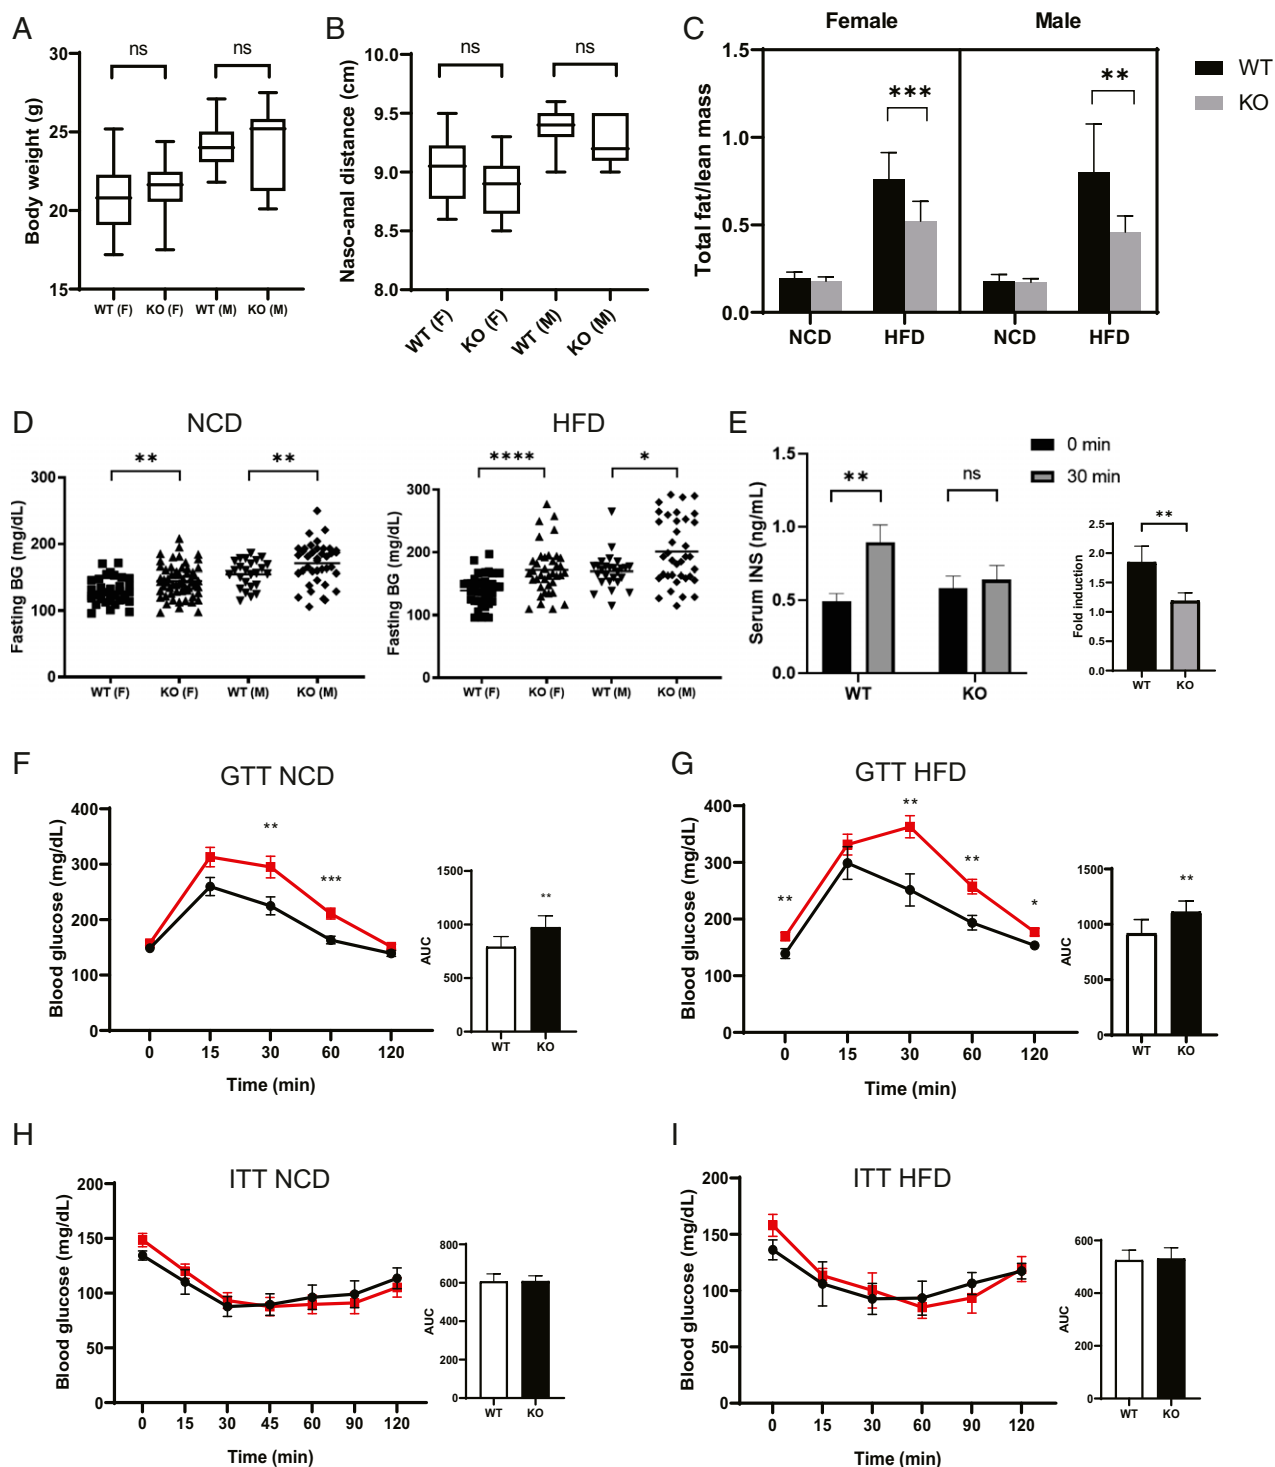 A
Body weight (g)
30
25
20
15
ns
ns
WT (F)
KO (F)
WT (M)
KO (M)
B
Naso-anal distance (cm)
10.0
9.5
9.0
8.5
8.0
ns
ns
WT (F)
KO (F)
WT (M)
KO (M)
C
Female
Male
Total fat/lean mass
1.5
1.0
0.5
0.0
***
**
NCD
HFD
NCD
HFD
WT
KO
D
NCD
Fasting BG (mg/dL)
300
200
100
0
**
**
WT (F)
KO (F)
WT (M)
KO (M)
HFD
Fasting BG (mg/dL)
300
200
100
0
****
*
WT (F)
KO (F)
WT (M)
KO (M)
E
0 min
30 min
Serum INS (ng/mL)
1.5
1.0
0.5
0.0
**
ns
WT
KO
Fold induction
2.5
2.0
1.5
1.0
0.5
0.0
**
WT
KO
F
GTT NCD
Blood glucose (mg/dL)
400
300
200
100
0
**
***
0
15
30
60
120
Time (min)
AUC
1500
1000
500
0
**
WT
KO
G
GTT HFD
Blood glucose (mg/dL)
400
300
200
100
0
**
**
**
*
0
15
30
60
120
Time (min)
AUC
1500
1000
500
0
**
WT
KO
H
ITT NCD
Blood glucose (mg/dL)
200
150
100
50
0
0
15
30
45
60
90
120
Time (min)
AUC
800
600
400
200
0
WT
KO
I
ITT HFD
Blood glucose (mg/dL)
200
150
100
50
0
0
15
30
60
90
120
Time (min)
AUC
600
400
200
0
WT
KO